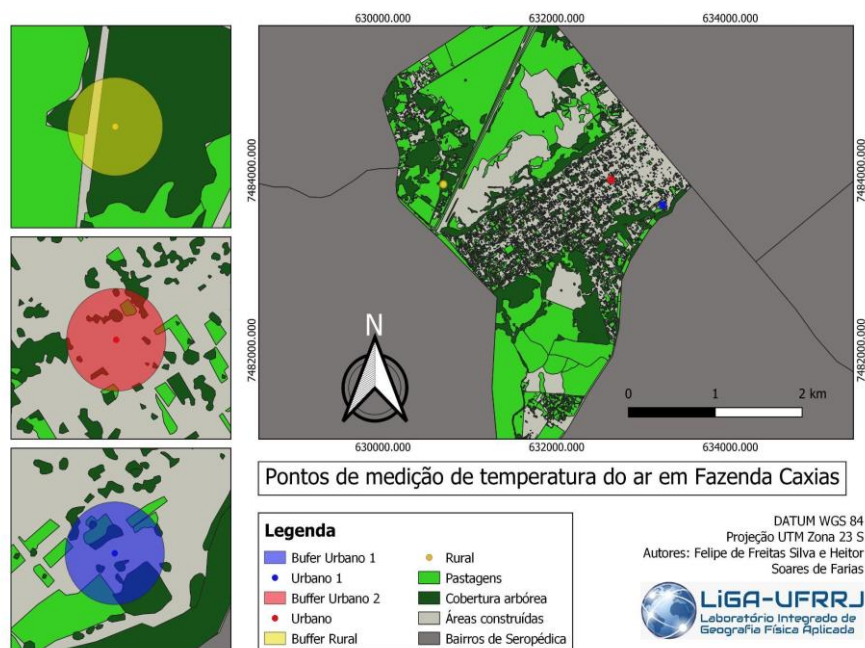 630000.000 632000.000 634000.000
7484000.000 7484000.000
7482000.000 7482000.000
N
0 1 2 km
630000.000 632000.000 634000.000
Pontos de medição de temperatura do ar em Fazenda Caxias
Legenda
Bufer Urbano 1
Urbano 1
Buffer Urbano 2
Urbano
Buffer Rural
Rural
Pastagens
Cobertura arbórea
Áreas construídas
Bairros de Seropédica
DATUM WGS 84
Projeção UTM Zona 23 S
Autores: Felipe de Freitas Silva e Heitor
Soares de Farias
LiGA-UFRRJ
Laboratório Integrado de
Geografia Física Aplicada